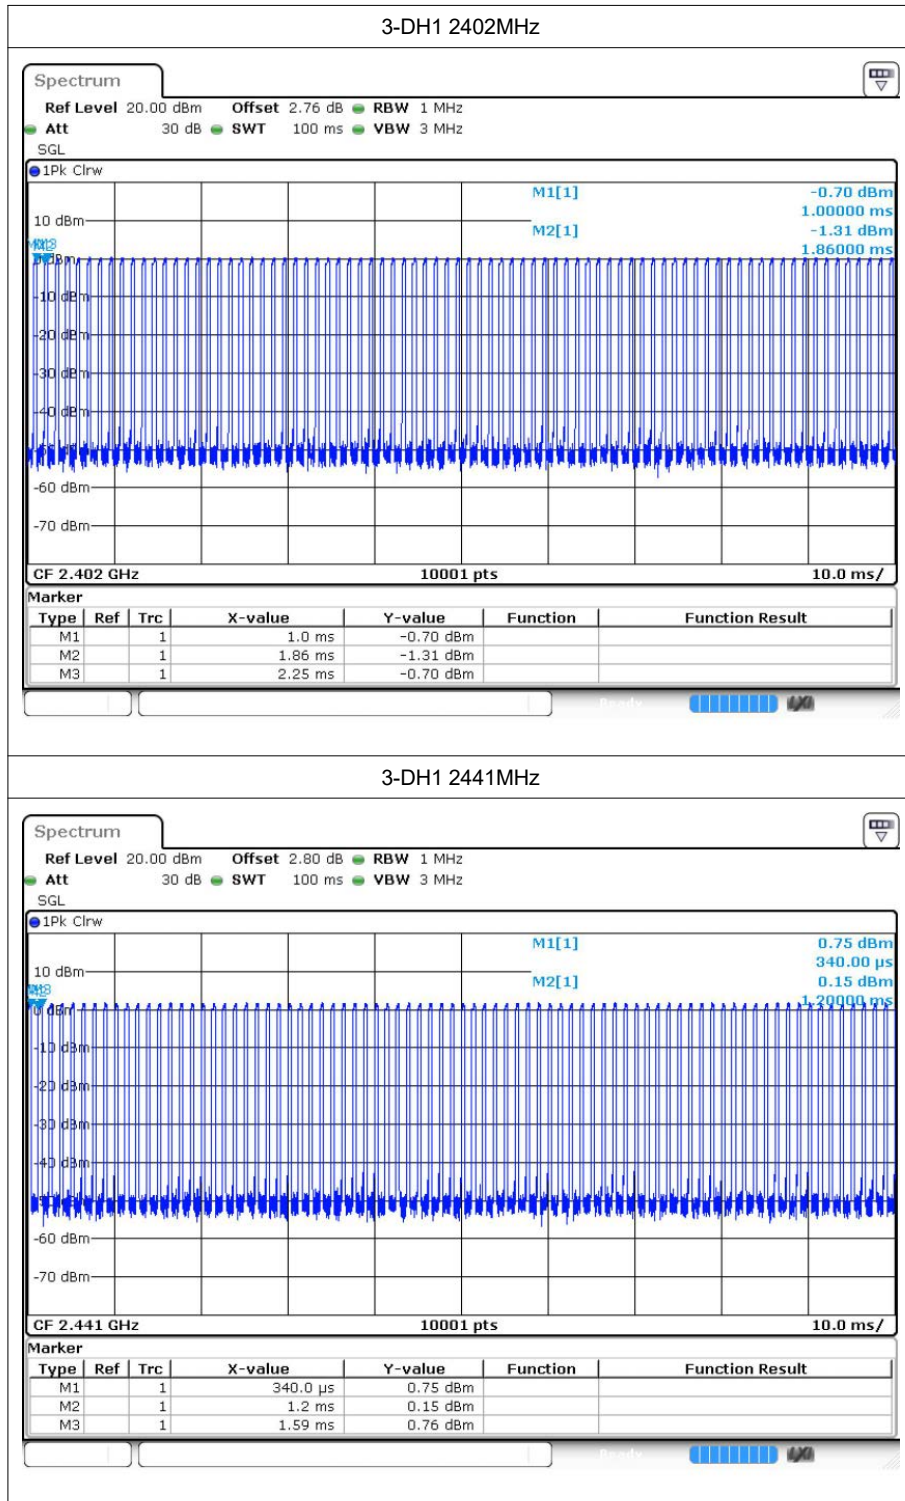 3-DH1 2402MHz
Spectrum
Ref Level 20.00 dBm Offset 2.76 dB RBW 1 MHz
Att 30 dB SWT 100 ms VBW 3 MHz
SGL
1Pk Clrw
M1[1] -0.70 dBm
1.00000 ms
10 dBm
M2[1] -1.31 dBm
1.86000 ms
-10 dBm
-20 dBm
-30 dBm
-40 dBm
-60 dBm
-70 dBm
CF 2.402 GHz 10001 pts 10.0 ms/
Marker
Type Ref Trc X-value Y-value Function Function Result
M1 1 1.0 ms -0.70 dBm
M2 1 1.86 ms -1.31 dBm
M3 1 2.25 ms -0.70 dBm
Ready
3-DH1 2441MHz
Spectrum
Ref Level 20.00 dBm Offset 2.80 dB RBW 1 MHz
Att 30 dB SWT 100 ms VBW 3 MHz
SGL
1Pk Clrw
M1[1] 0.75 dBm
340.00 µs
10 dBm
M2[1] 0.15 dBm
1.20000 ms
0 dBm
-10 dBm
-20 dBm
-30 dBm
-40 dBm
-60 dBm
-70 dBm
CF 2.441 GHz 10001 pts 10.0 ms/
Marker
Type Ref Trc X-value Y-value Function Function Result
M1 1 340.0 µs 0.75 dBm
M2 1 1.2 ms 0.15 dBm
M3 1 1.59 ms 0.76 dBm
Ready